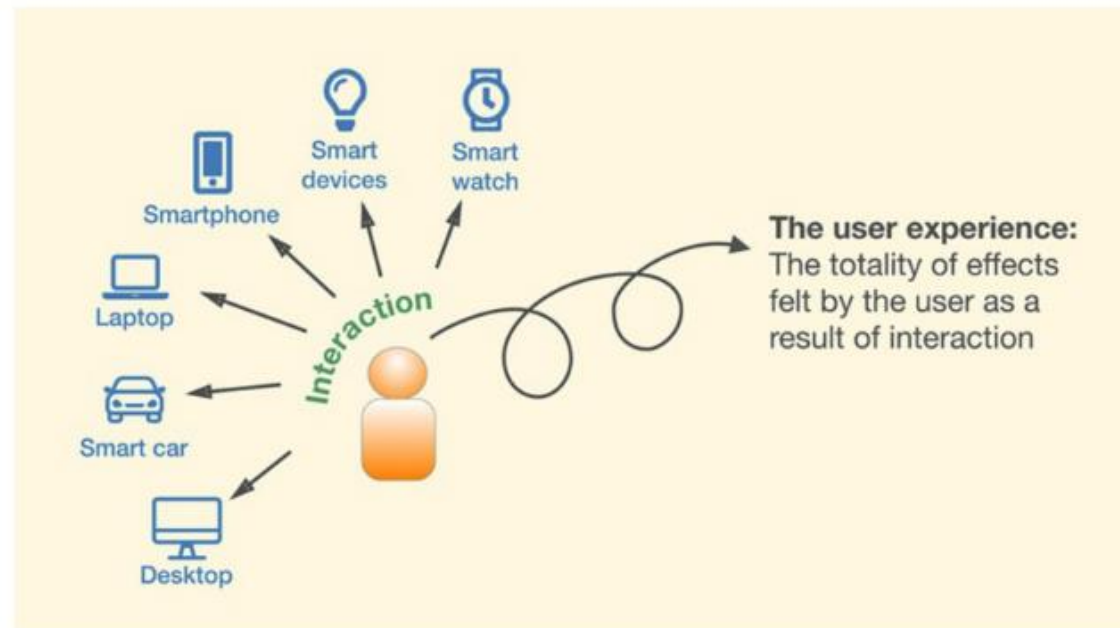 Smart
devices
Smart
watch
Smartphone
Laptop
Smart car
Desktop
Interaction
The user experience:
The totality of effects
felt by the user as a
result of interaction